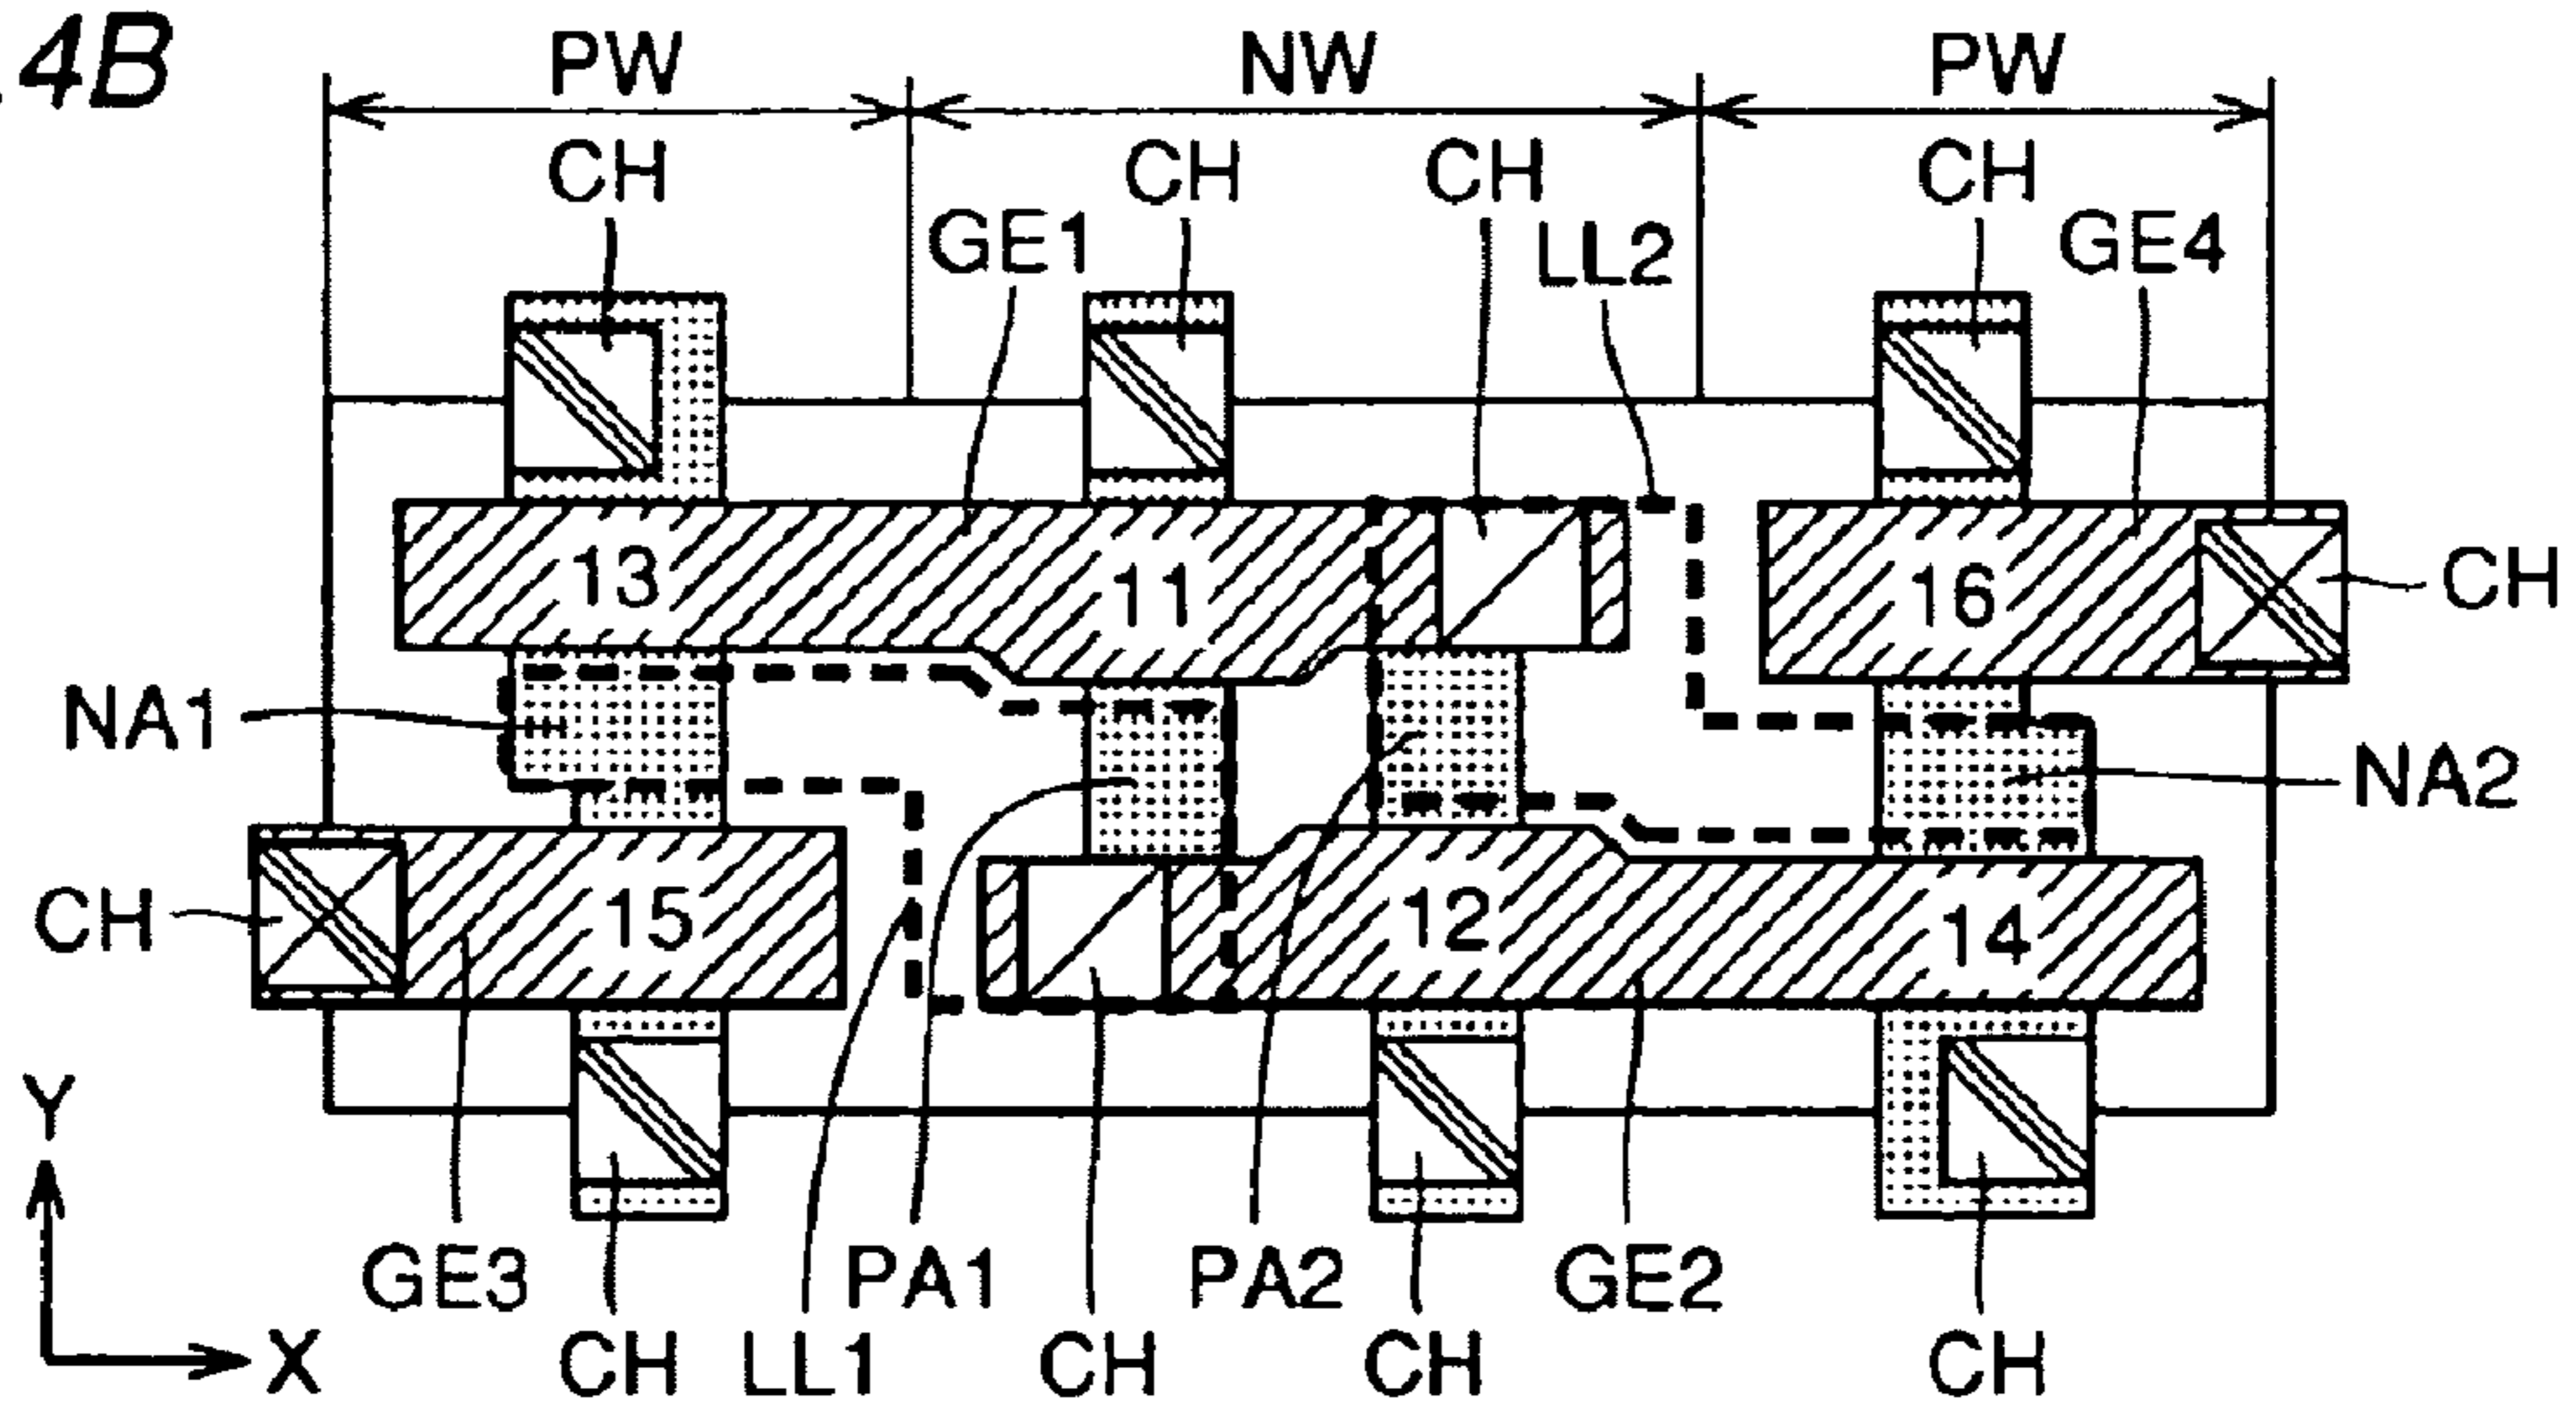 .4B
PW NW PW
CH CH CH CH
GE1 LL2 GE4
13 11 16 CH
NA1 NA2
CH 15 12 14
GE3 PA1 PA2 GE2
CH LL1 CH CH CH
Y
X